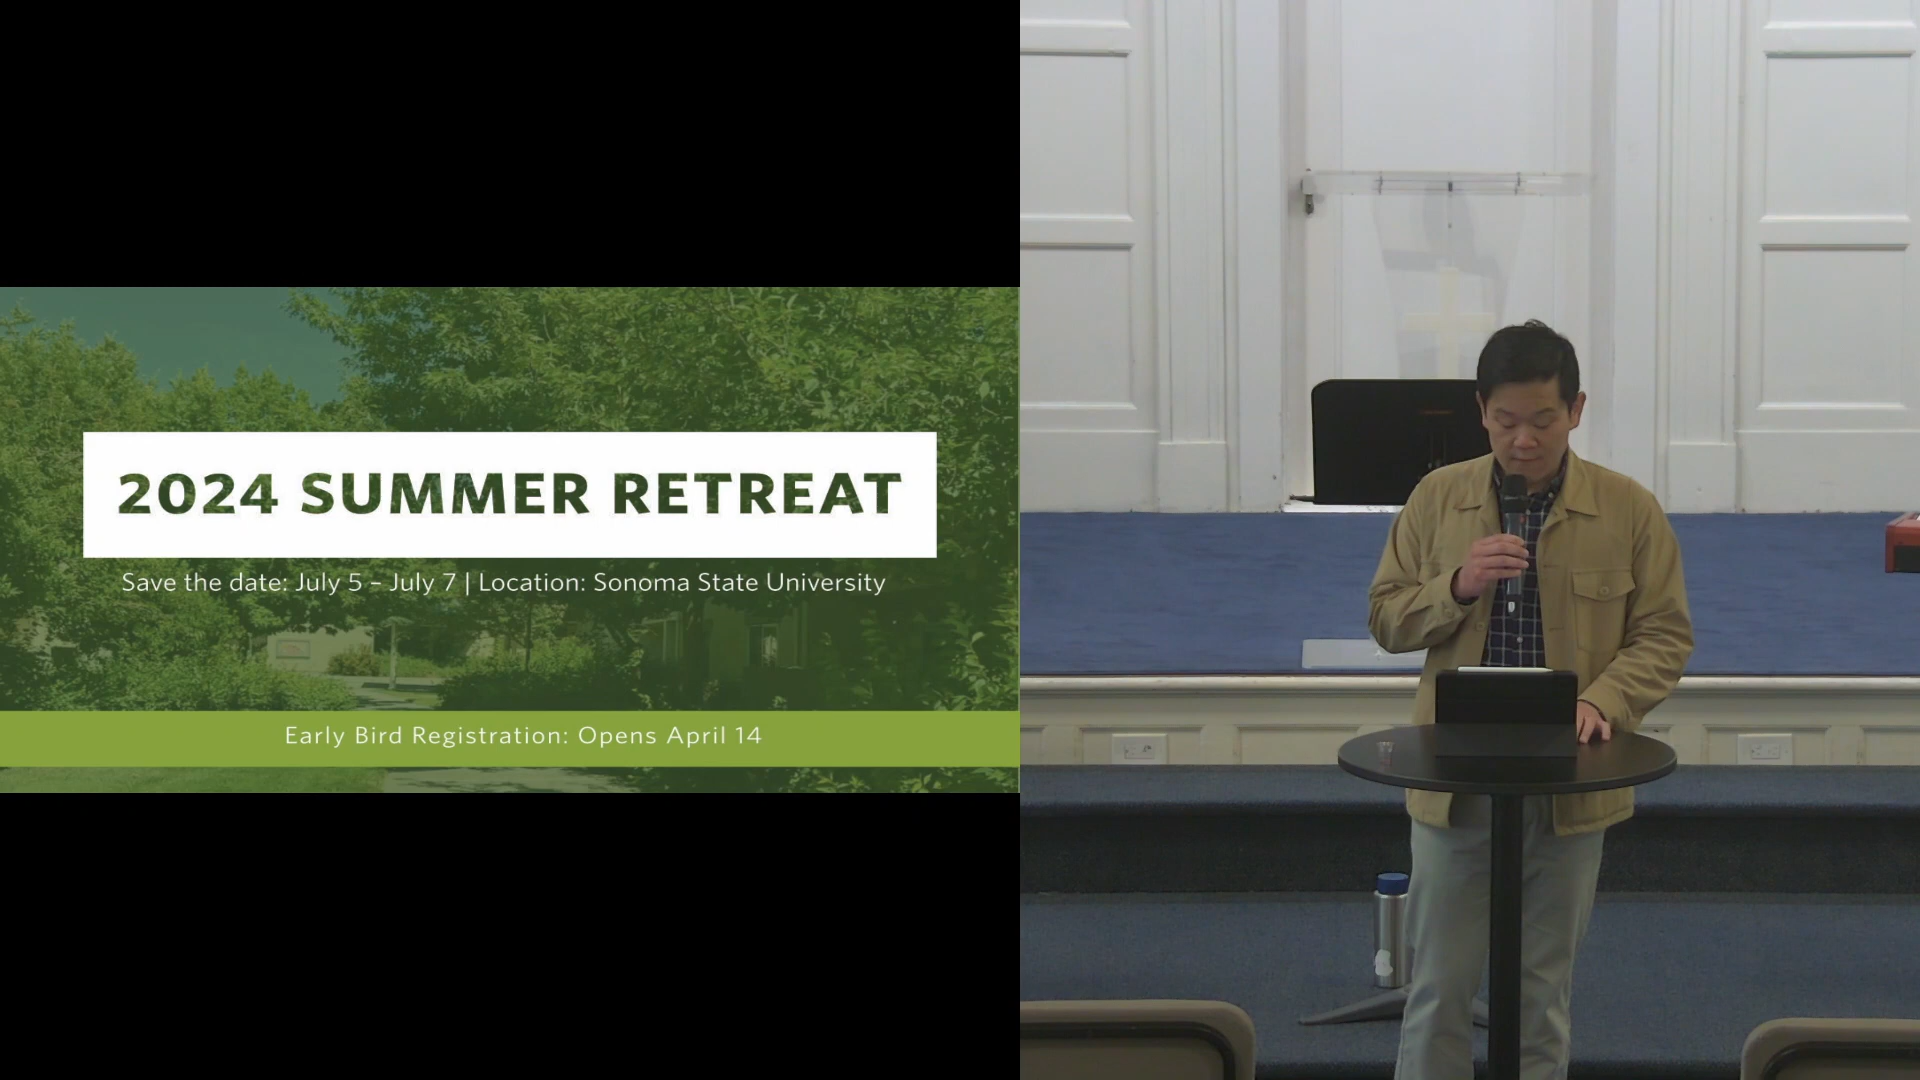 2024 SUMMER RETREAT
Save the date: July 5 – July 7 | Location: Sonoma State University
Early Bird Registration: Opens April 14